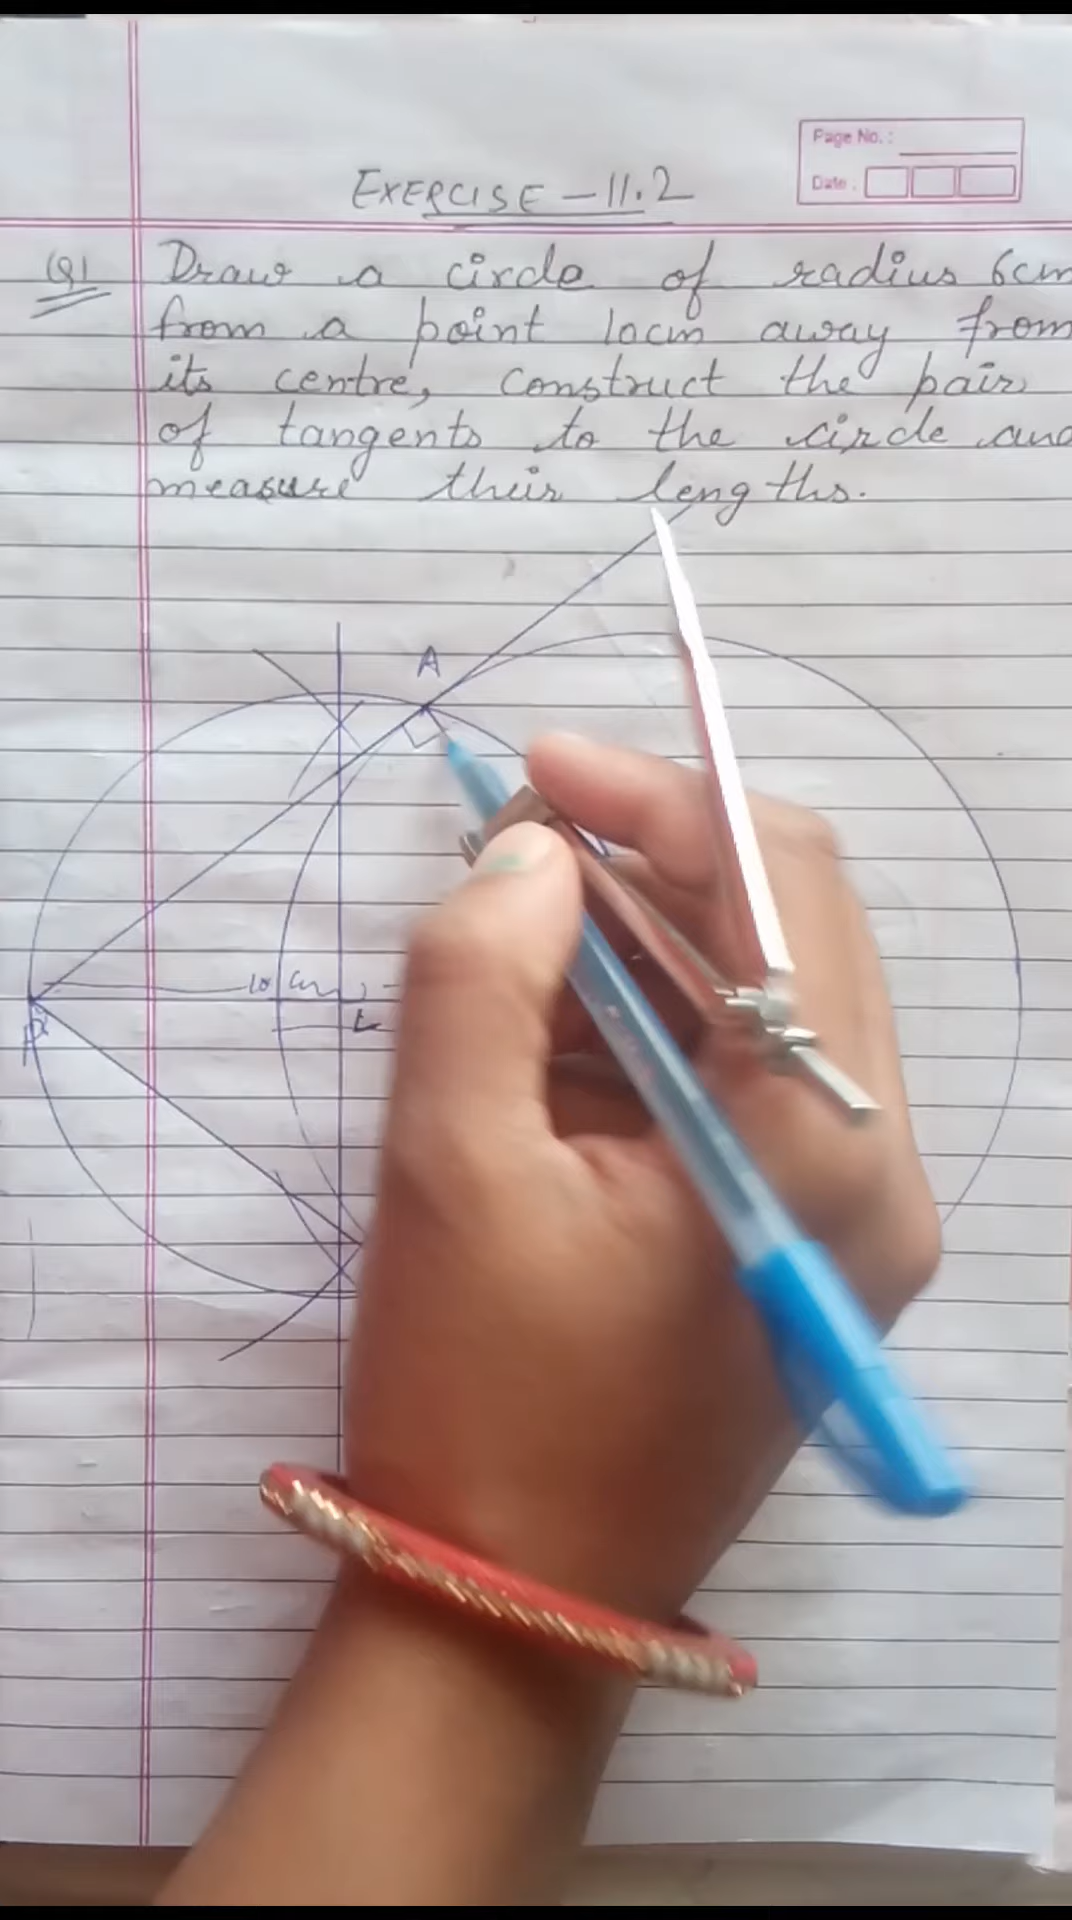 Page No. :
Date .
EXERCISE - 11.2
Q1 Draw a circle of radius 6cm
from a point 10cm away from
its centre, construct the pair
of tangents to the circle and
measure their lengths.
A
10 cm
P